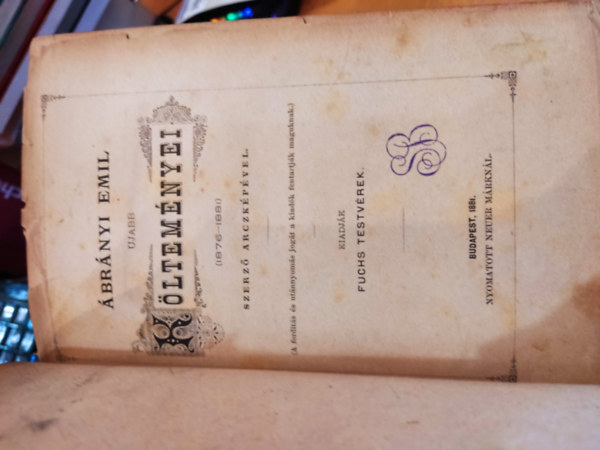 ÁBRÁNYI EMIL
UJABB
KÖLTEMÉNYEI.
(1876–1881)
SZERZŐ ARCZKÉPÉVEL.
(A fordítás és utánnyomás jogát a kiadók fentartják maguknak.)
KIADJÁK
FUCHS TESTVÉREK.
BUDAPEST, 1881.
NYOMATOTT NEUER MÁRKNÁL.